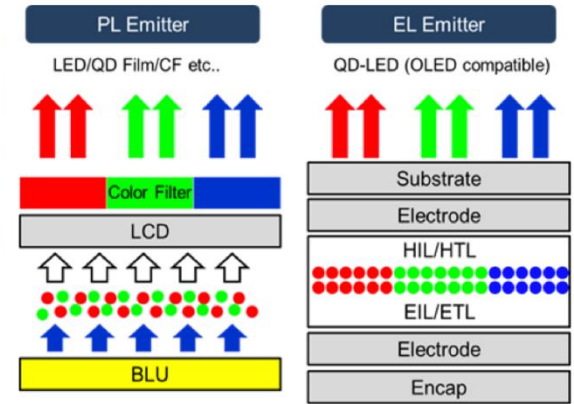 PL Emitter
LED/QD Film/CF etc..
Color Filter
LCD
BLU
EL Emitter
QD-LED (OLED compatible)
Substrate
Electrode
HIL/HTL
EIL/ETL
Electrode
Encap